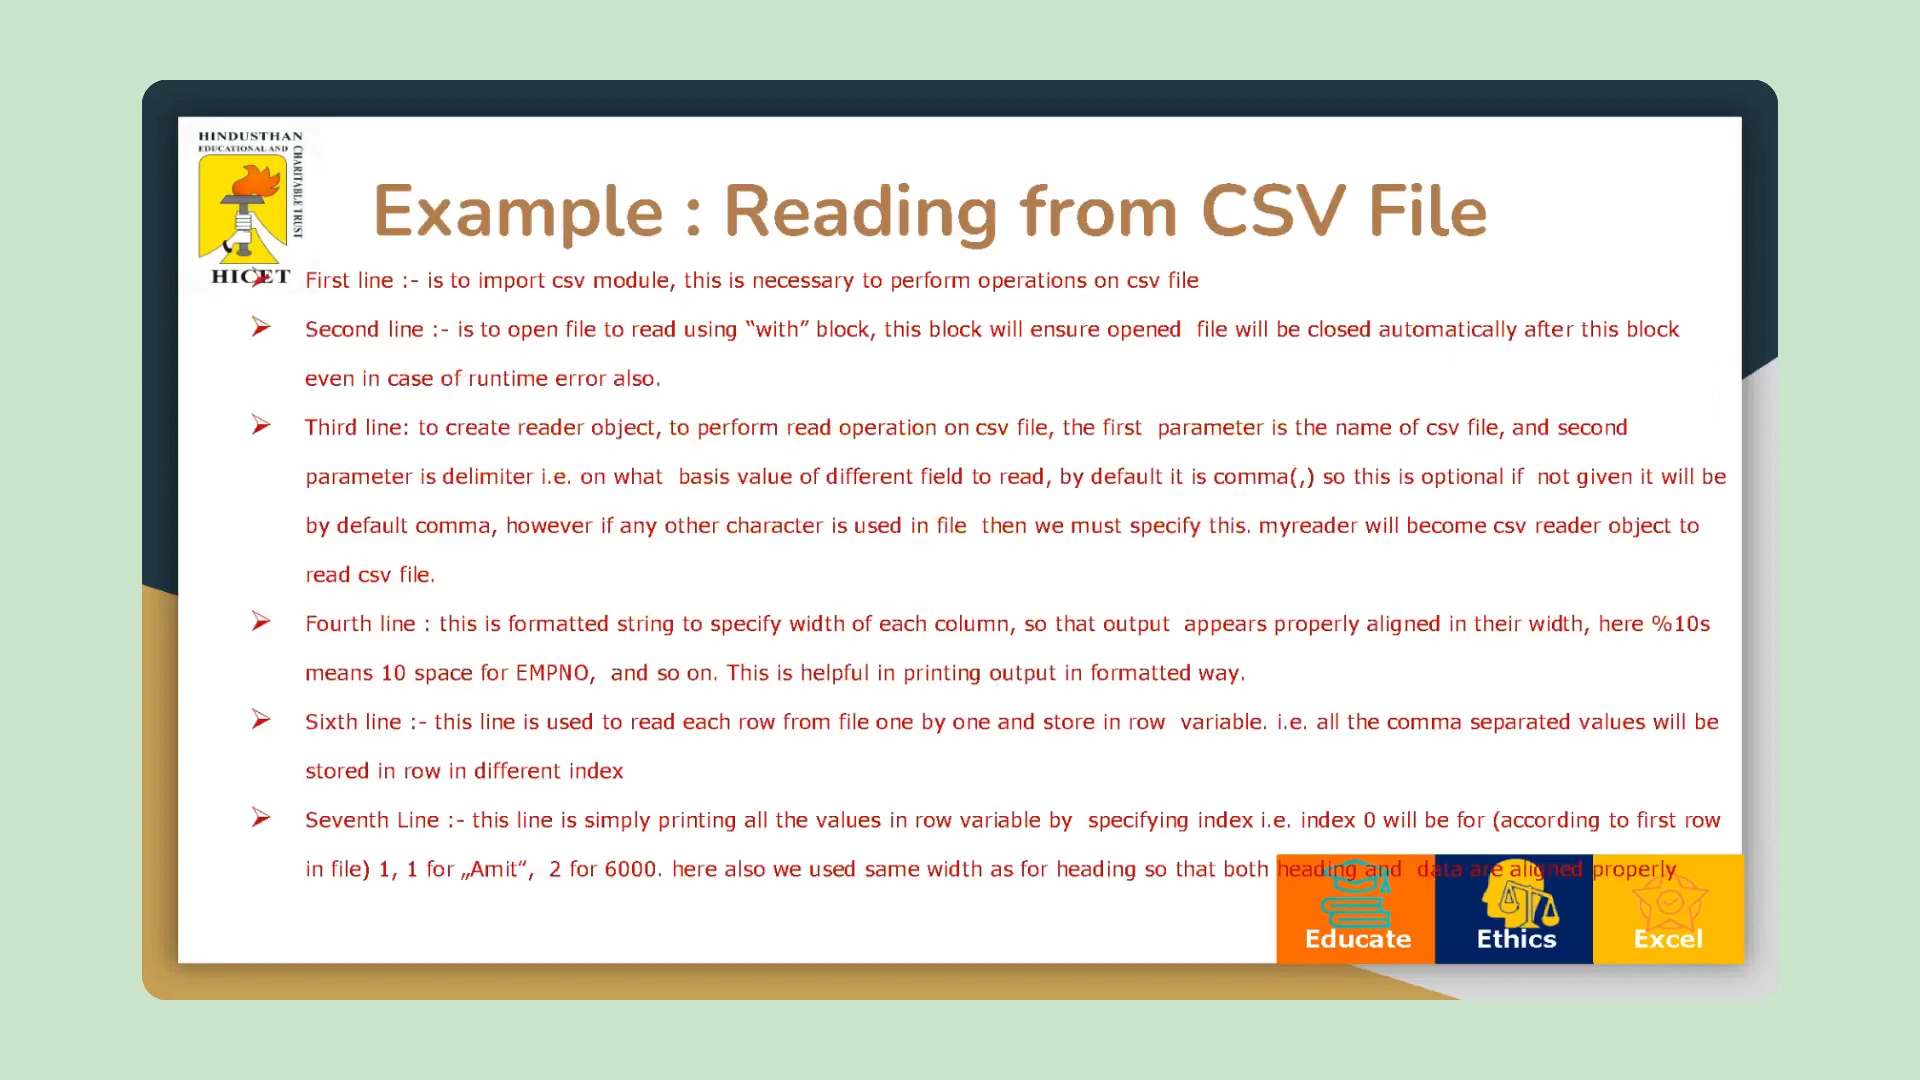 HINDUSTHAN
EDUCATIONAL AND
CHARITABLE TRUST
HICET
Example : Reading from CSV File
➢ First line :- is to import csv module, this is necessary to perform operations on csv file
➢ Second line :- is to open file to read using “with” block, this block will ensure opened file will be closed automatically after this block
even in case of runtime error also.
➢ Third line: to create reader object, to perform read operation on csv file, the first parameter is the name of csv file, and second
parameter is delimiter i.e. on what basis value of different field to read, by default it is comma(,) so this is optional if not given it will be
by default comma, however if any other character is used in file then we must specify this. myreader will become csv reader object to
read csv file.
➢ Fourth line : this is formatted string to specify width of each column, so that output appears properly aligned in their width, here %10s
means 10 space for EMPNO, and so on. This is helpful in printing output in formatted way.
➢ Sixth line :- this line is used to read each row from file one by one and store in row variable. i.e. all the comma separated values will be
stored in row in different index
➢ Seventh Line :- this line is simply printing all the values in row variable by specifying index i.e. index 0 will be for (according to first row
in file) 1, 1 for „Amit‟, 2 for 6000. here also we used same width as for heading so that both heading and data are aligned properly
Educate Ethics Excel